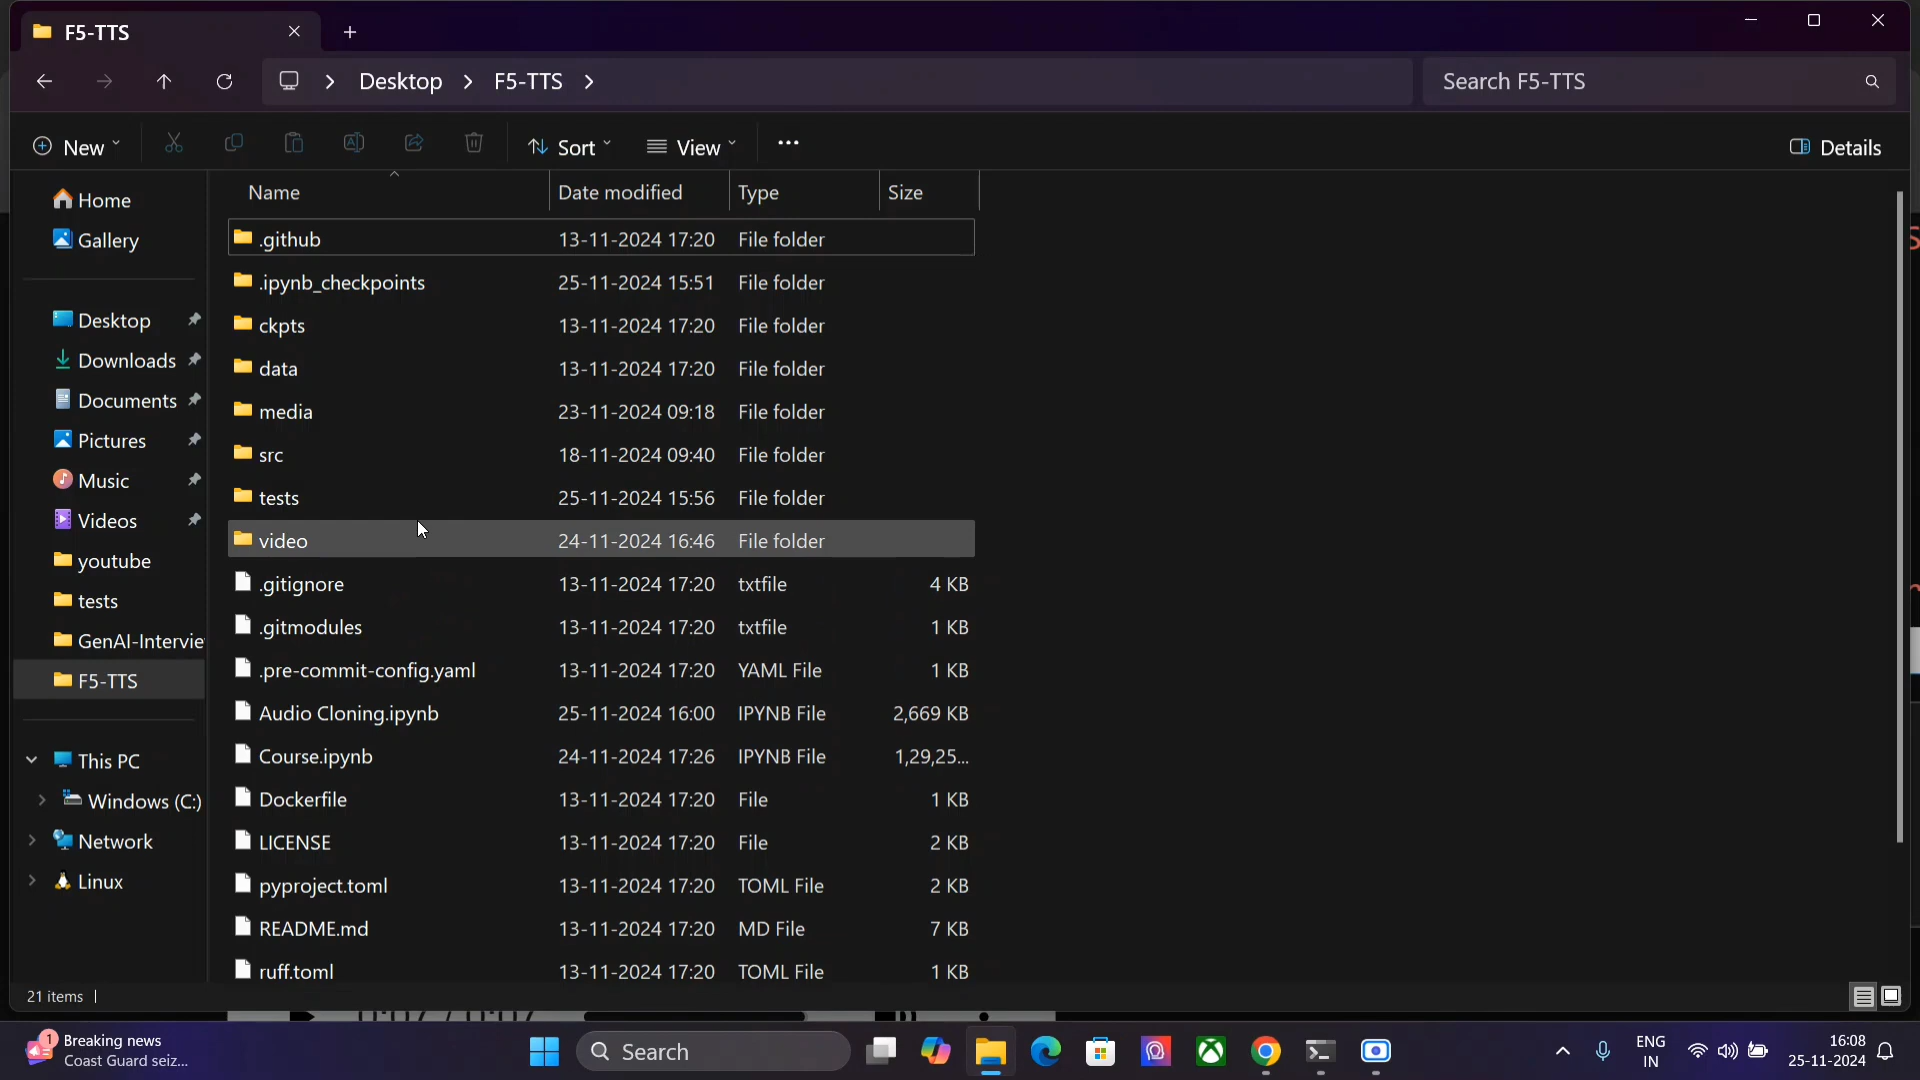 F5-TTS
Desktop
F5-TTS
Search F5-TTS
New
Sort
View
Details
Name Date modified Type Size
Home
Gallery
Desktop
Downloads
Documents
Pictures
Music
Videos
youtube
tests
GenAI-Intervie
F5-TTS
This PC
Windows (C:)
Network
Linux
.github 13-11-2024 17:20 File folder
.ipynb_checkpoints 25-11-2024 15:51 File folder
ckpts 13-11-2024 17:20 File folder
data 13-11-2024 17:20 File folder
media 23-11-2024 09:18 File folder
src 18-11-2024 09:40 File folder
tests 25-11-2024 15:56 File folder
video 24-11-2024 16:46 File folder
.gitignore 13-11-2024 17:20 txtfile 4 KB
.gitmodules 13-11-2024 17:20 txtfile 1 KB
.pre-commit-config.yaml 13-11-2024 17:20 YAML File 1 KB
Audio Cloning.ipynb 25-11-2024 16:00 IPYNB File 2,669 KB
Course.ipynb 24-11-2024 17:26 IPYNB File 1,29,25...
Dockerfile 13-11-2024 17:20 File 1 KB
LICENSE 13-11-2024 17:20 File 2 KB
pyproject.toml 13-11-2024 17:20 TOML File 2 KB
README.md 13-11-2024 17:20 MD File 7 KB
ruff.toml 13-11-2024 17:20 TOML File 1 KB
21 items
1
Breaking news
Coast Guard seiz...
Search
ENG
IN
16:08
25-11-2024